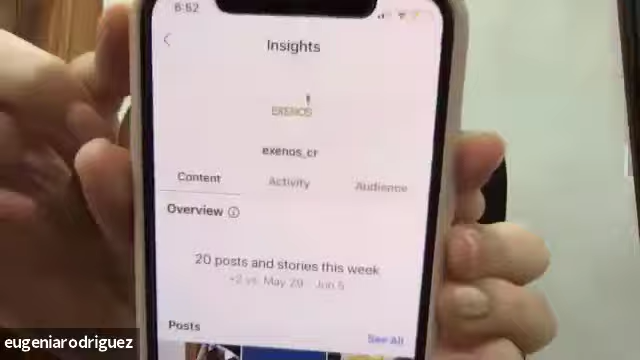 6:52
Insights
EXENOS
exenos_cr
Content Activity Audience
Overview
20 posts and stories this week
+2 vs. May 29 - Jun 5
Posts See All
eugeniarodriguez